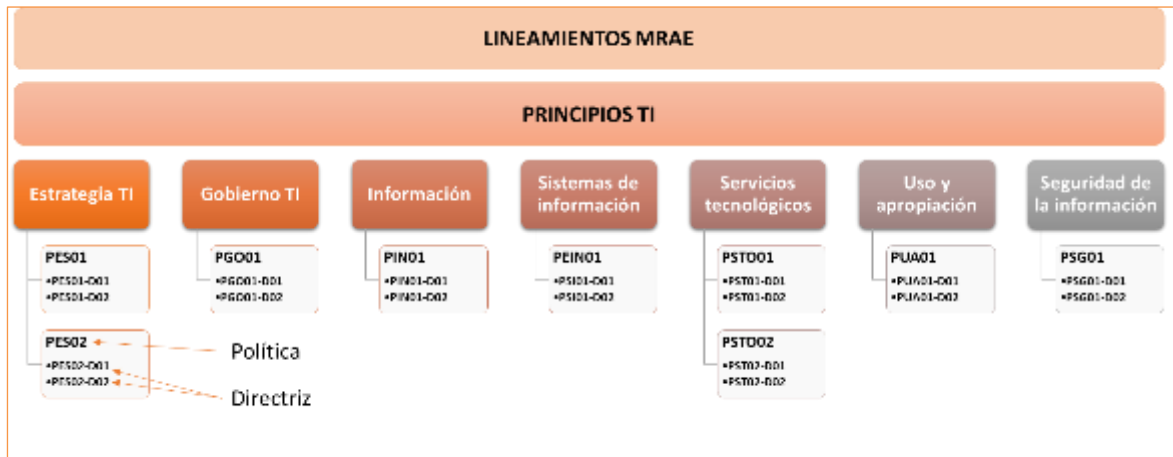 LINEAMIENTOS MRAE
PRINCIPIOS TI
Estrategia TI
Gobierno TI
Información
Sistemas de
información
Servicios
tecnológicos
Uso y
apropiación
Seguridad de
la información
PES01
•PES01-D01
•PES01-D02
PES02
•PES02-D01
•PES02-D02
Política
Directriz
PGO01
•PGO01-D01
•PGO01-D02
PIN01
•PIN01-D01
•PIN01-D02
PEIN01
•PSI01-D01
•PSI01-D02
PSTO01
•PST01-D01
•PST01-D02
PSTO02
•PST02-D01
•PST02-D02
PUA01
•PUA01-D01
•PUA01-D02
PSG01
•PSG01-D01
•PSG01-D02